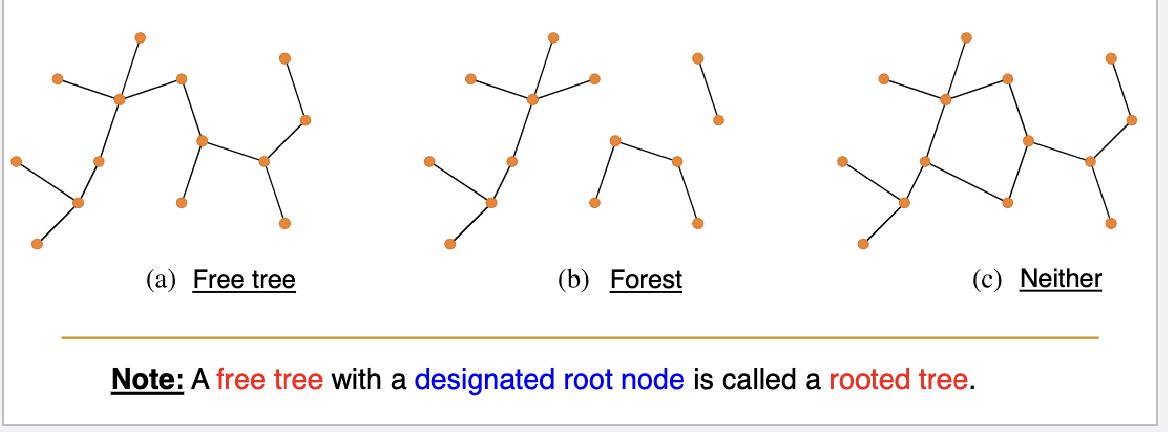 (a) Free tree
(b) Forest
(c) Neither
Note: A free tree with a designated root node is called a rooted tree.